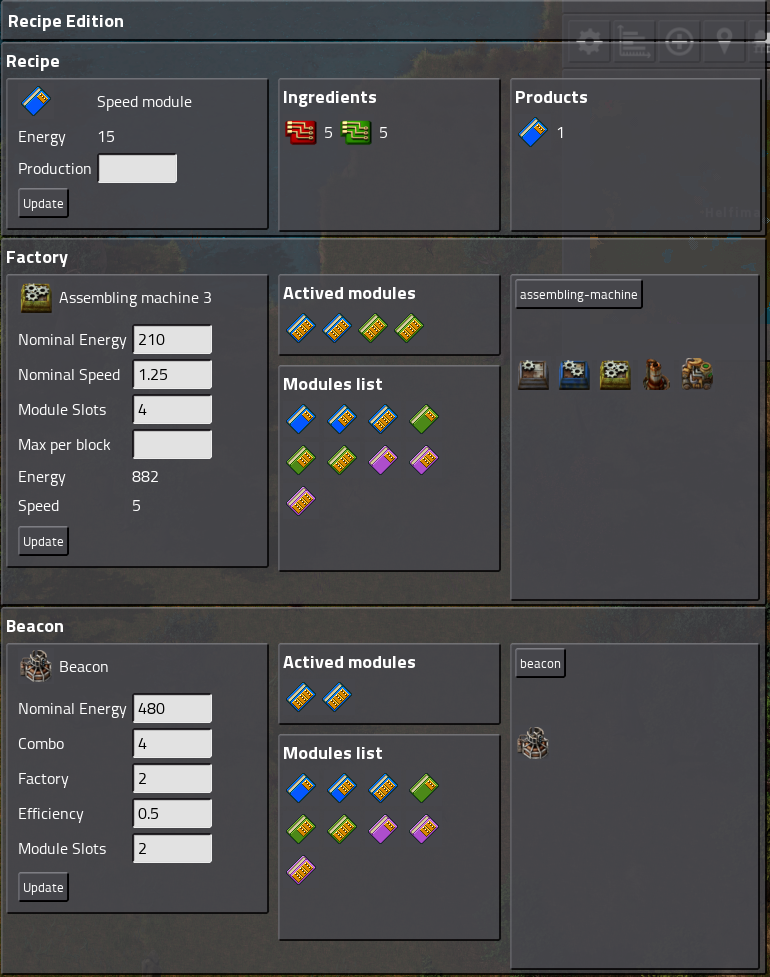 Recipe Edition
Recipe
Speed module
Energy 15
Production
Update
Ingredients
5 5
Products
1
Factory
Assembling machine 3
Nominal Energy 210
Nominal Speed 1.25
Module Slots 4
Max per block
Energy 882
Speed 5
Update
Actived modules
Modules list
assembling-machine
Beacon
Beacon
Nominal Energy 480
Combo 4
Factory 2
Efficiency 0.5
Module Slots 2
Update
Actived modules
Modules list
beacon